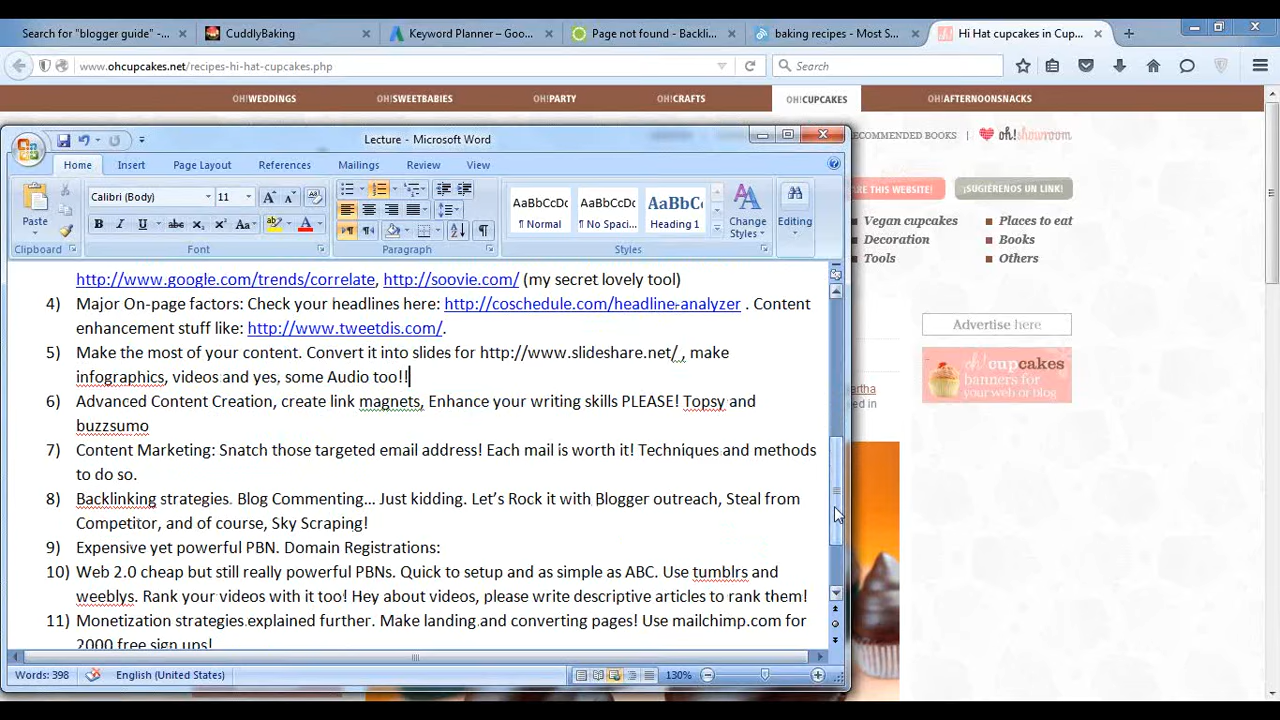 Search for "blogger guide" -...
CuddlyBaking
Keyword Planner – Goo...
Page not found - Backli...
baking recipes - Most S...
Hi Hat cupcakes in Cup...
www.ohcupcakes.net/recipes-hi-hat-cupcakes.php
Search
OH!WEDDINGS
OH!SWEETBABIES
OH!PARTY
OH!CRAFTS
OH!CUPCAKES
OH!AFTERNOONSNACKS
Lecture - Microsoft Word
ECOMMENDED BOOKS | oh!showroom
Home Insert Page Layout References Mailings Review View
ARE THIS WEBSITE!
¡SUGIÉRENOS UN LINK!
Paste
Calibri (Body) 11
AaBbCcDc AaBbCcDc AaBbCc
¶ Normal ¶ No Spaci... Heading 1
Change Styles
Editing
Clipboard Font Paragraph Styles
Vegan cupcakes
Places to eat
Decoration
Books
Tools
Others
Advertise here
oh! cupcakes
banners for
your web or blog
artha
ed in
http://www.google.com/trends/correlate, http://soovie.com/ (my secret lovely tool)
4) Major On-page factors: Check your headlines here: http://coschedule.com/headline-analyzer . Content
enhancement stuff like: http://www.tweetdis.com/.
5) Make the most of your content. Convert it into slides for http://www.slideshare.net/ , make
infographics, videos and yes, some Audio too!!
6) Advanced Content Creation, create link magnets, Enhance your writing skills PLEASE! Topsy and
buzzsumo
7) Content Marketing: Snatch those targeted email address! Each mail is worth it! Techniques and methods
to do so.
8) Backlinking strategies. Blog Commenting... Just kidding. Let's Rock it with Blogger outreach, Steal from
Competitor, and of course, Sky Scraping!
9) Expensive yet powerful PBN. Domain Registrations:
10) Web 2.0 cheap but still really powerful PBNs. Quick to setup and as simple as ABC. Use tumblrs and
weeblys. Rank your videos with it too! Hey about videos, please write descriptive articles to rank them!
11) Monetization strategies explained further. Make landing and converting pages! Use mailchimp.com for
2000 free sign ups!
Words: 398
English (United States)
130%